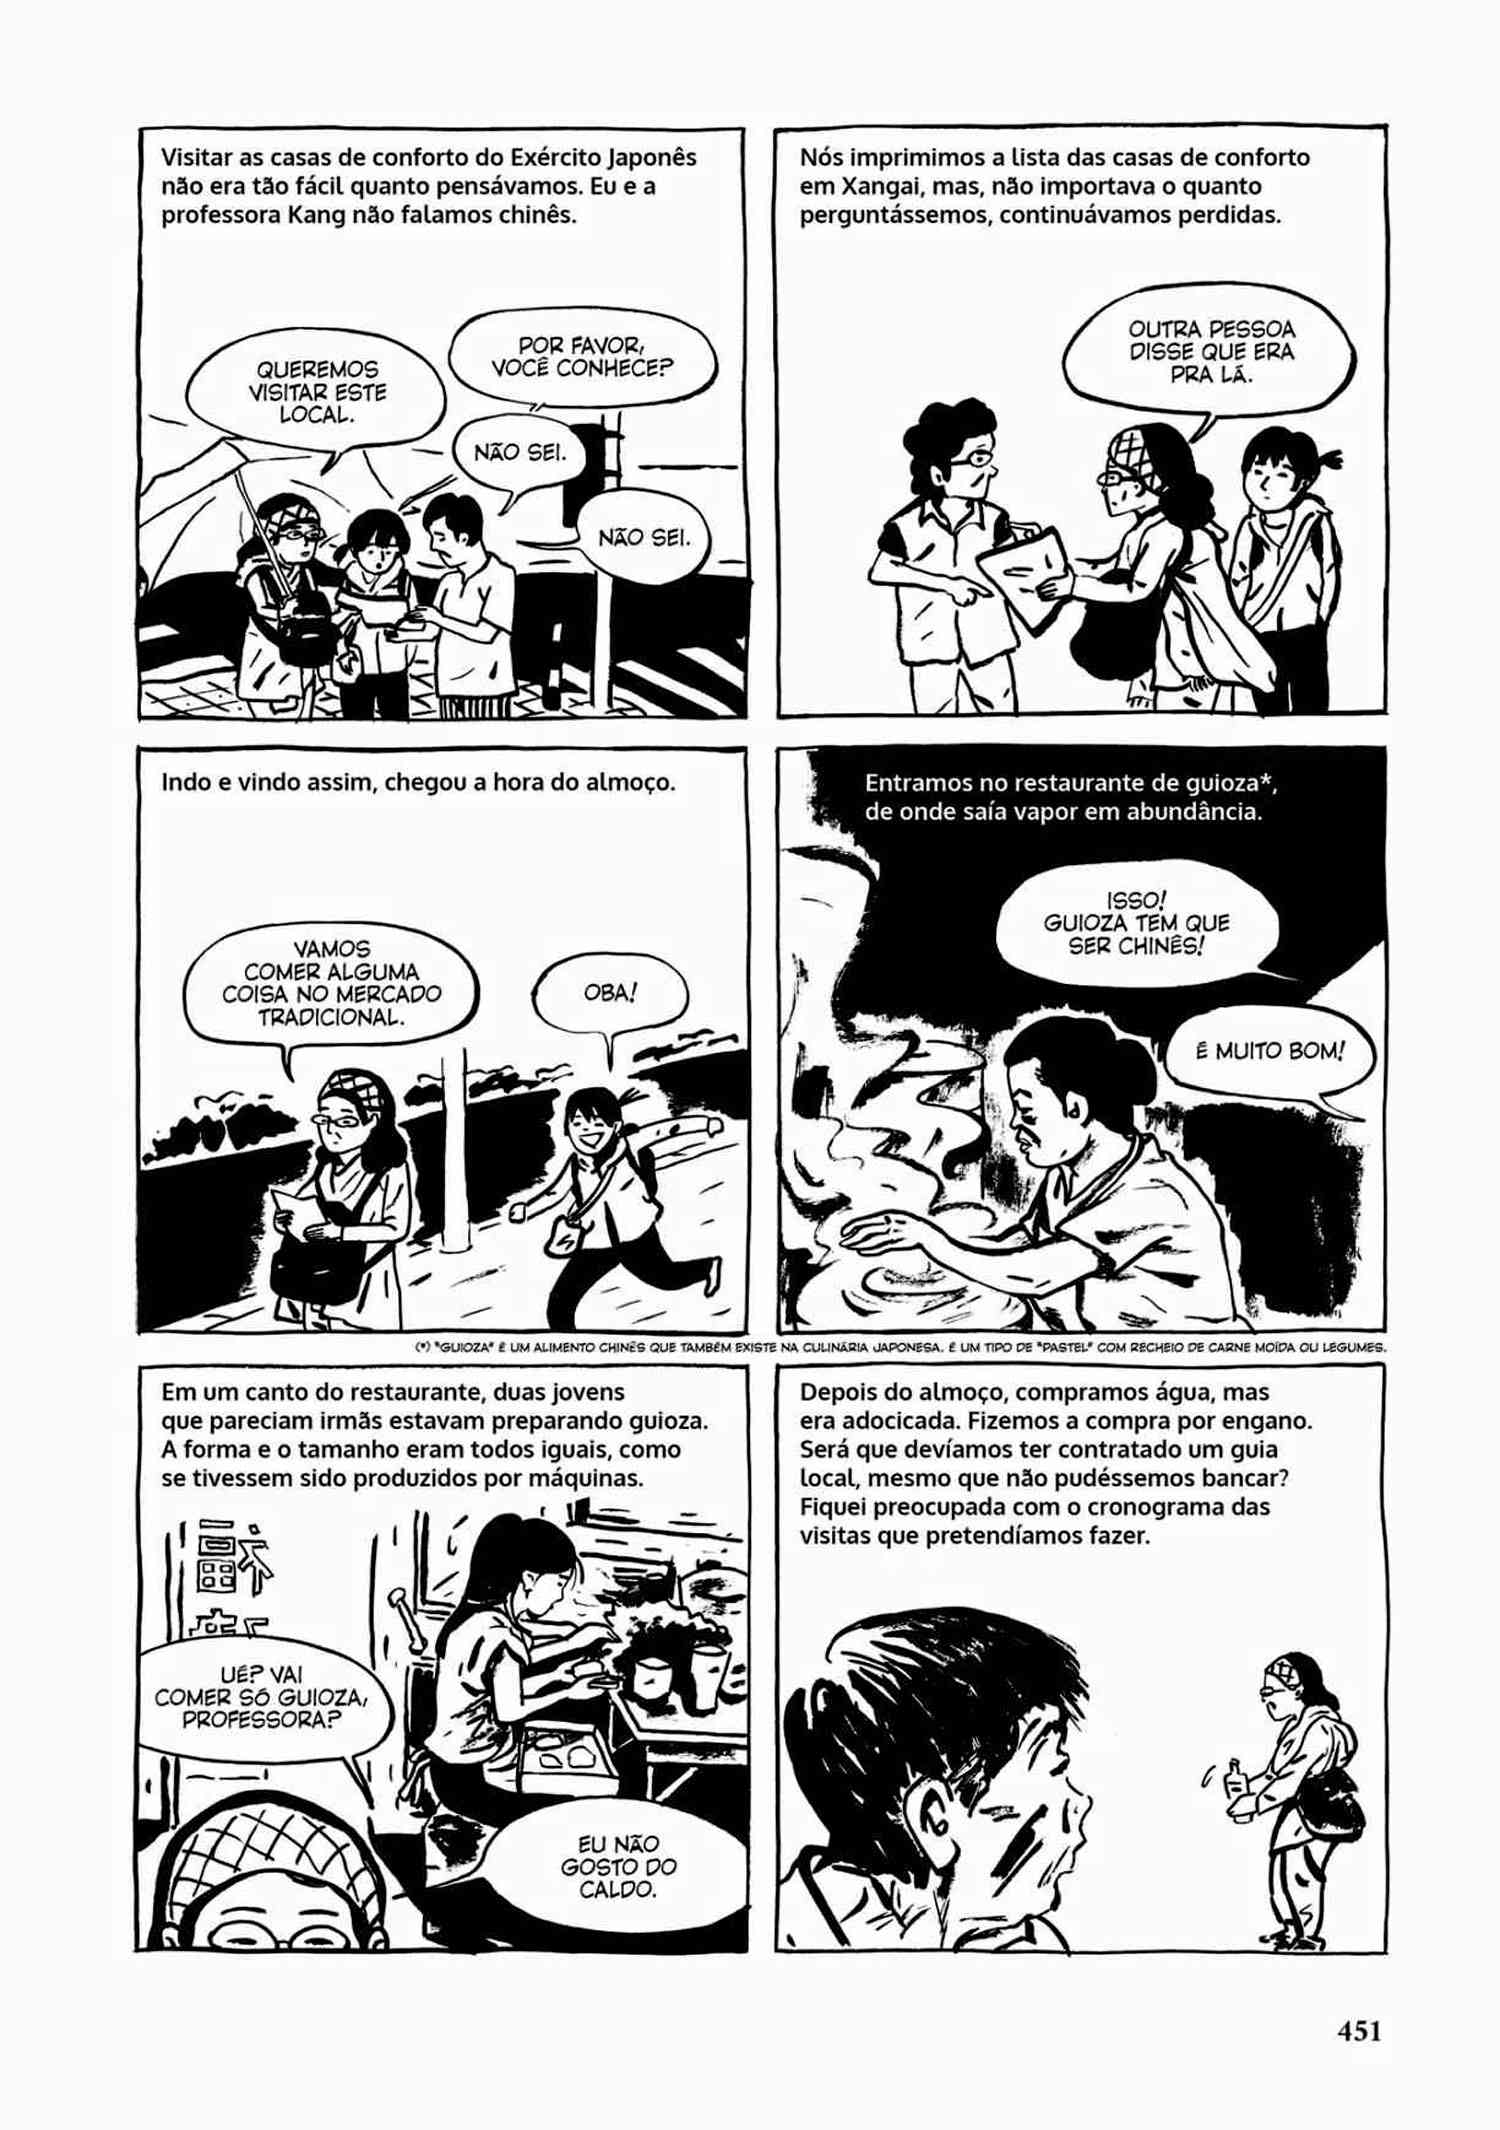 Visitar as casas de conforto do Exército Japonês
não era tão fácil quanto pensávamos. Eu e a
professora Kang não falamos chinês.
QUEREMOS
VISITAR ESTE
LOCAL.
POR FAVOR,
VOCÊ CONHECE?
NÃO SEI.
NÃO SEI.
Nós imprimimos a lista das casas de conforto
em Xangai, mas, não importava o quanto
perguntássemos, continuávamos perdidas.
OUTRA PESSOA
DISSE QUE ERA
PRA LÁ.
Indo e vindo assim, chegou a hora do almoço.
VAMOS
COMER ALGUMA
COISA NO MERCADO
TRADICIONAL.
OBA!
Entramos no restaurante de guioza*,
de onde saía vapor em abundância.
ISSO!
GUIOZA TEM QUE
SER CHINÊS!
É MUITO BOM!
(*) "GUIOZA" É UM ALIMENTO CHINÊS QUE TAMBÉM EXISTE NA CULINÁRIA JAPONESA. É UM TIPO DE "PASTEL" COM RECHEIO DE CARNE MOÍDA OU LEGUMES.
Em um canto do restaurante, duas jovens
que pareciam irmãs estavam preparando guioza.
A forma e o tamanho eram todos iguais, como
se tivessem sido produzidos por máquinas.
UÉ? VAI
COMER SÓ GUIOZA,
PROFESSORA?
EU NÃO
GOSTO DO
CALDO.
Depois do almoço, compramos água, mas
era adocicada. Fizemos a compra por engano.
Será que devíamos ter contratado um guia
local, mesmo que não pudéssemos bancar?
Fiquei preocupada com o cronograma das
visitas que pretendíamos fazer.
451